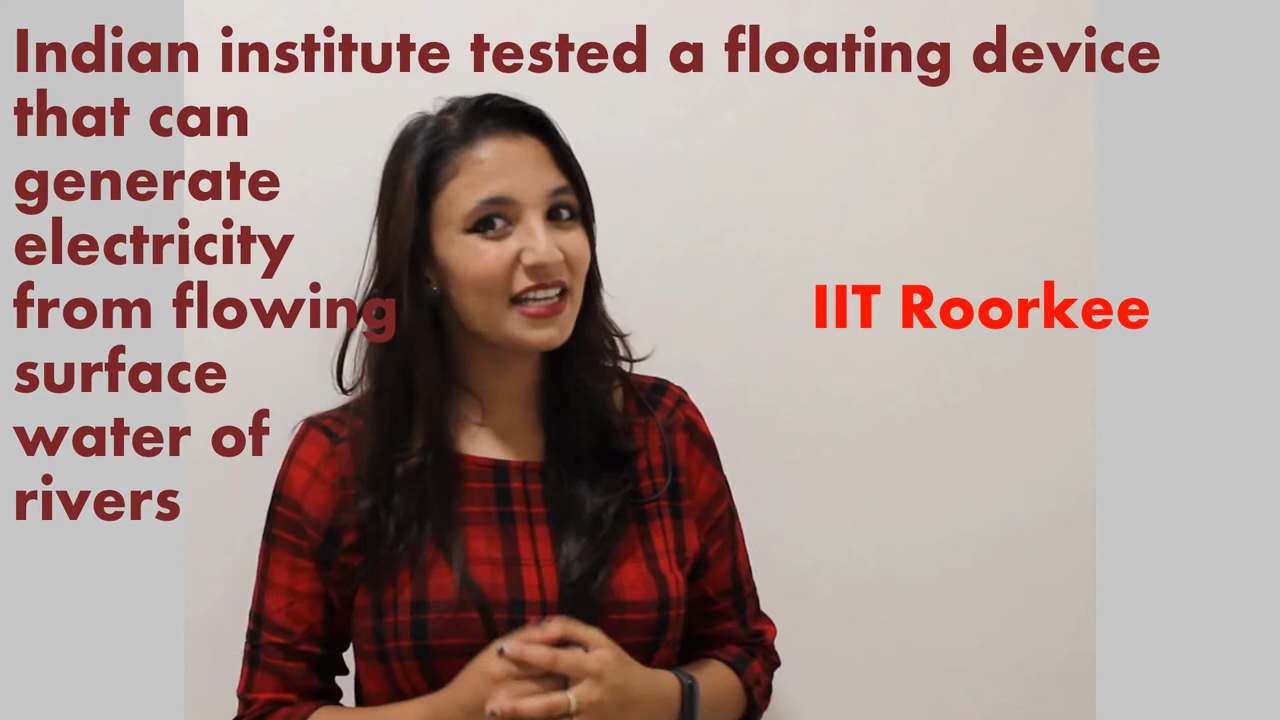 Indian institute tested a floating device
that can
generate
electricity
from flowing
surface
water of
rivers
IIT Roorkee